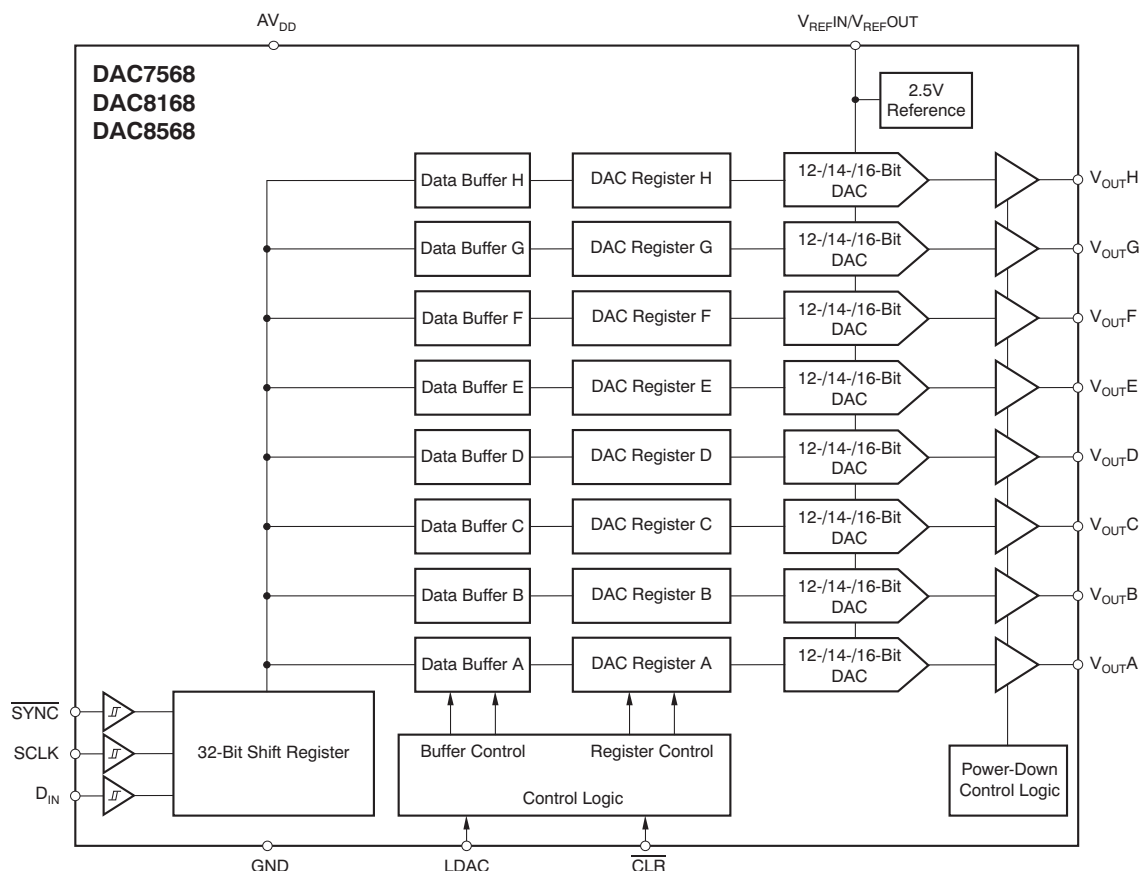 AVDD
VREFIN/VREFOUT
DAC7568
DAC8168
DAC8568
2.5V
Reference
Data Buffer H
DAC Register H
12-/14-/16-Bit
DAC
VOUTH
Data Buffer G
DAC Register G
12-/14-/16-Bit
DAC
VOUTG
Data Buffer F
DAC Register F
12-/14-/16-Bit
DAC
VOUTF
Data Buffer E
DAC Register E
12-/14-/16-Bit
DAC
VOUTE
Data Buffer D
DAC Register D
12-/14-/16-Bit
DAC
VOUTD
Data Buffer C
DAC Register C
12-/14-/16-Bit
DAC
VOUTC
Data Buffer B
DAC Register B
12-/14-/16-Bit
DAC
VOUTB
Data Buffer A
DAC Register A
12-/14-/16-Bit
DAC
VOUTA
SYNC
SCLK
DIN
32-Bit Shift Register
Buffer Control
Register Control
Control Logic
Power-Down
Control Logic
GND
LDAC
CLR